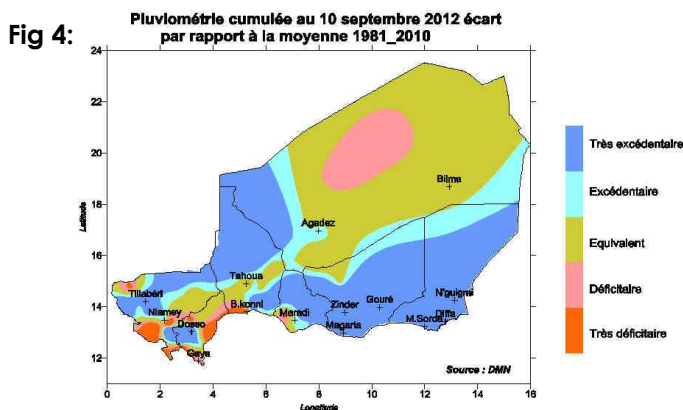 Fig 4:
Pluviométrie cumulée au 10 septembre 2012 écart
par rapport à la moyenne 1981_2010
24
22
20
18
16
14
12
Latitude
0 2 4 6 8 10 12 14 16
Longitude
Bilma
Agadez
Tahoua
Tillabéri
Niamey
Dosso
Gaya
B.konni
Maradi
Zinder
Magaria
Gouré
N'guigmi
M.Soroa
Diffa
Source : DMN
Très excédentaire
Excédentaire
Equivalent
Déficitaire
Très déficitaire